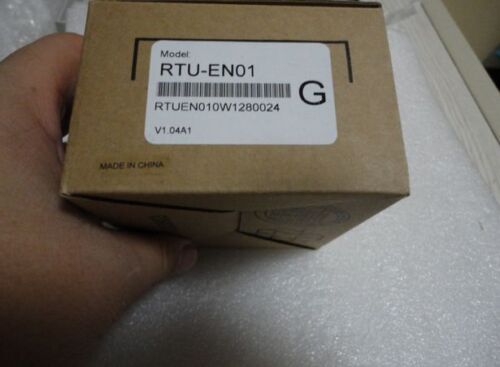 Model:
RTU-EN01
G
RTUEN010W1280024
V1.04A1
MADE IN CHINA